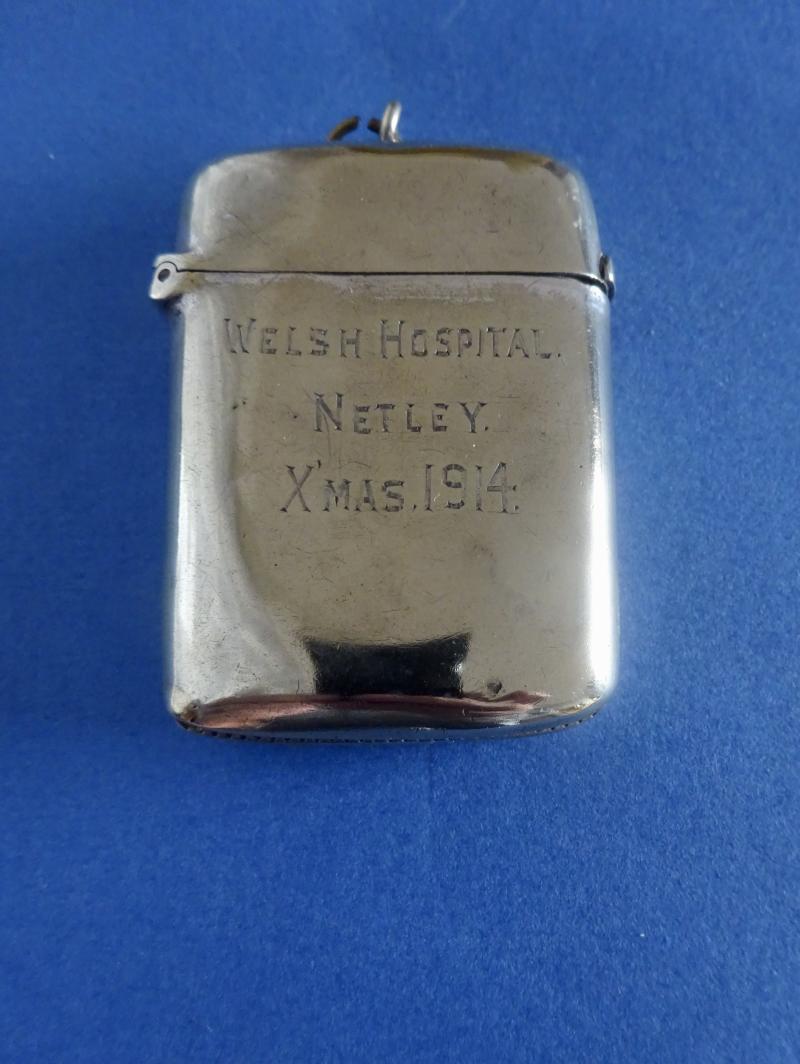 WELSH HOSPITAL.
NETLEY.
X'MAS. 1914.